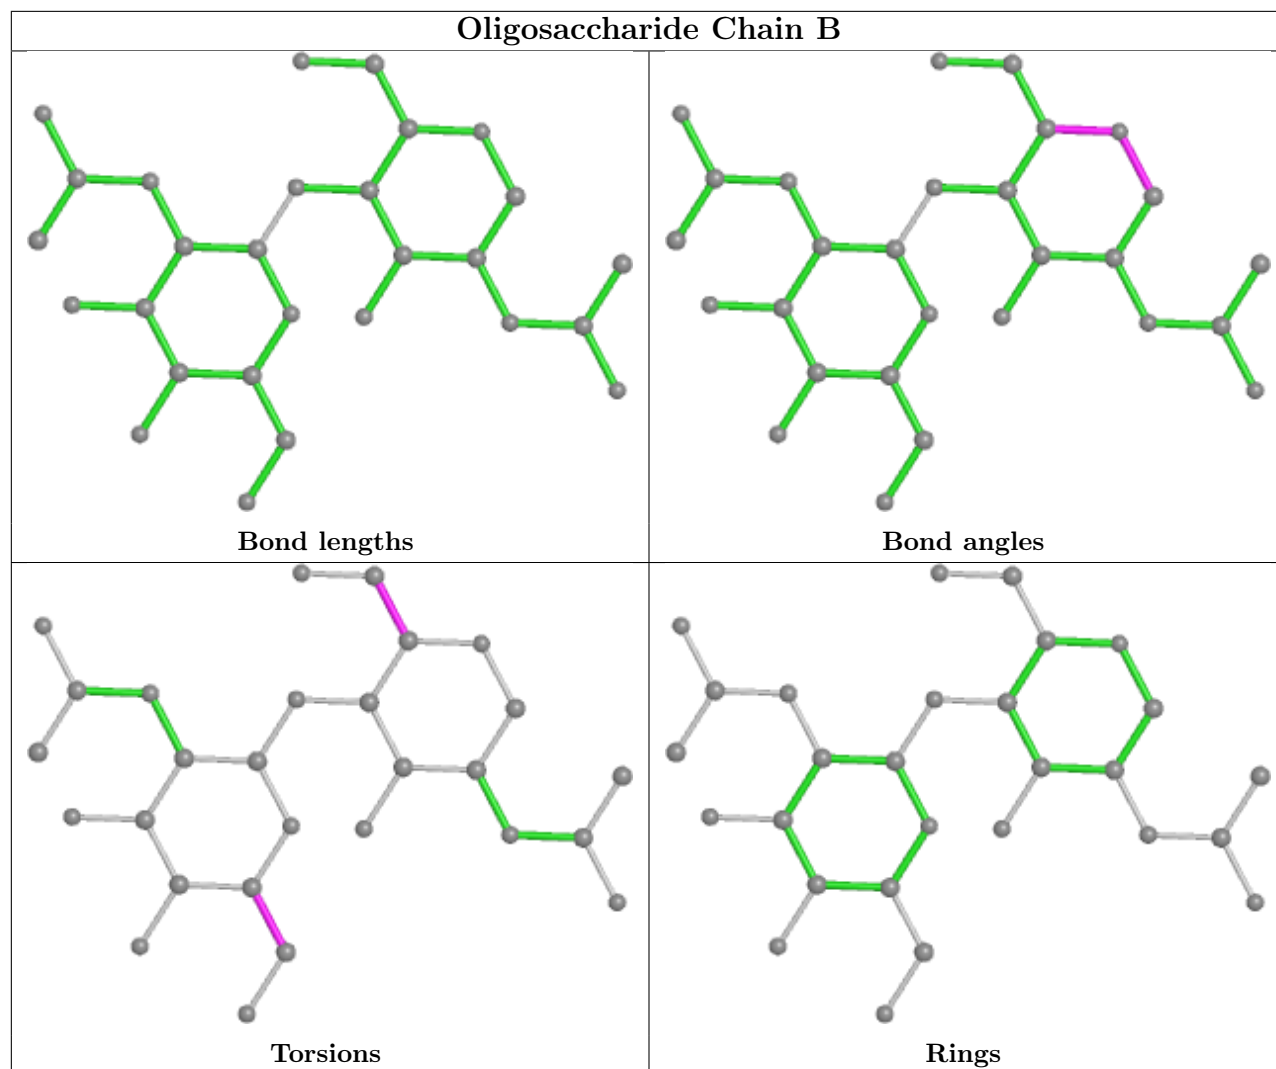 Oligosaccharide Chain B
Bond lengths
Bond angles
Torsions
Rings